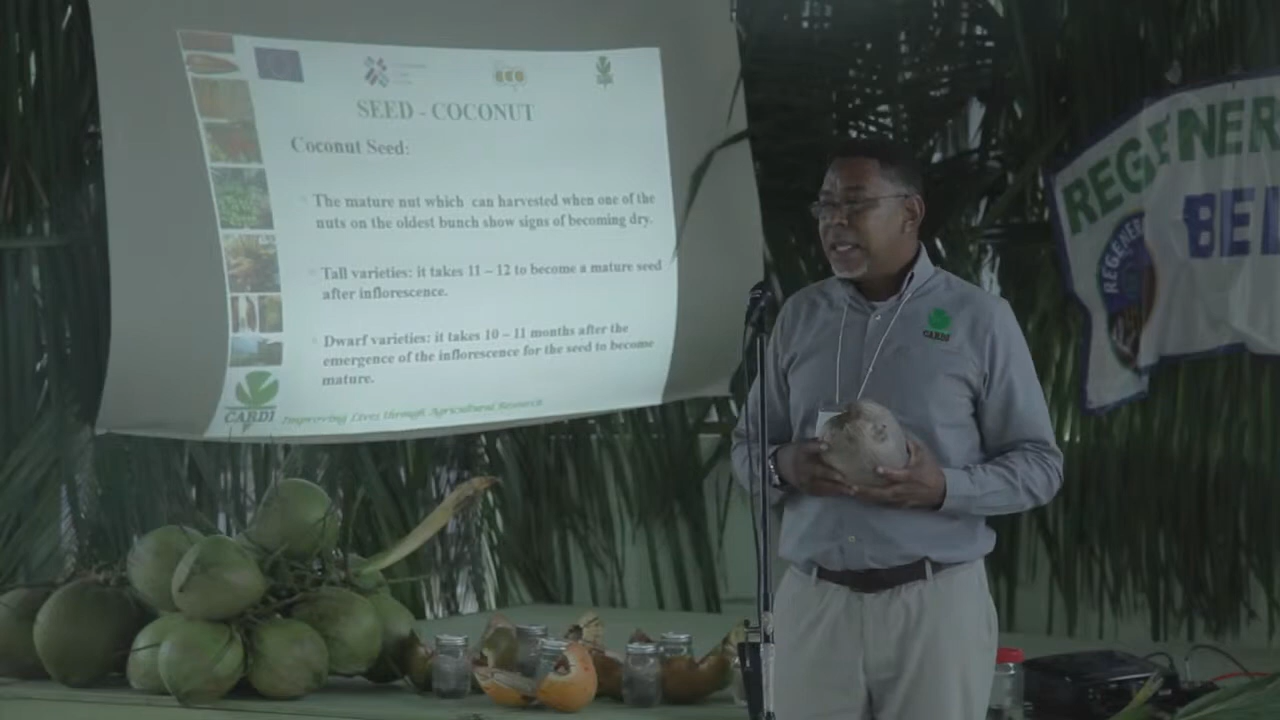 SEED - COCONUT
Coconut Seed:
The mature nut which can harvested when one of the
nuts on the oldest bunch show signs of becoming dry.
Tall varieties: it takes 11 – 12 to become a mature seed
after inflorescence.
Dwarf varieties: it takes 10 – 11 months after the
emergence of the inflorescence for the seed to become
mature.
CARDI
Improving Lives through Agricultural Research
CARDI
REGENER
BEL
REGENER